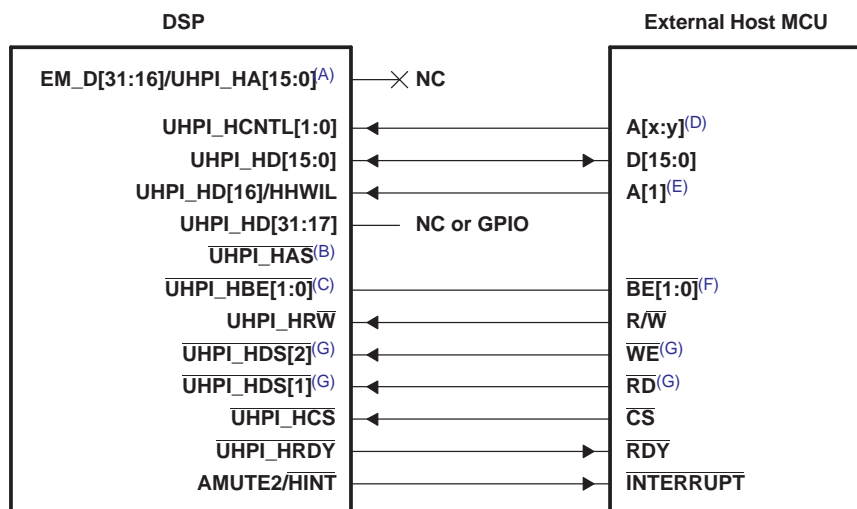 DSP External Host MCU
EM_D[31:16]/UHPI_HA[15:0](A) NC
UHPI_HCNTL[1:0] A[x:y](D)
UHPI_HD[15:0] D[15:0]
UHPI_HD[16]/HHWIL A[1](E)
UHPI_HD[31:17] NC or GPIO
UHPI_HAS(B)
UHPI_HBE[1:0](C) BE[1:0](F)
UHPI_HRW R/W
UHPI_HDS[2](G) WE(G)
UHPI_HDS[1](G) RD(G)
UHPI_HCS CS
UHPI_HRDY RDY
AMUTE2/HINT INTERRUPT